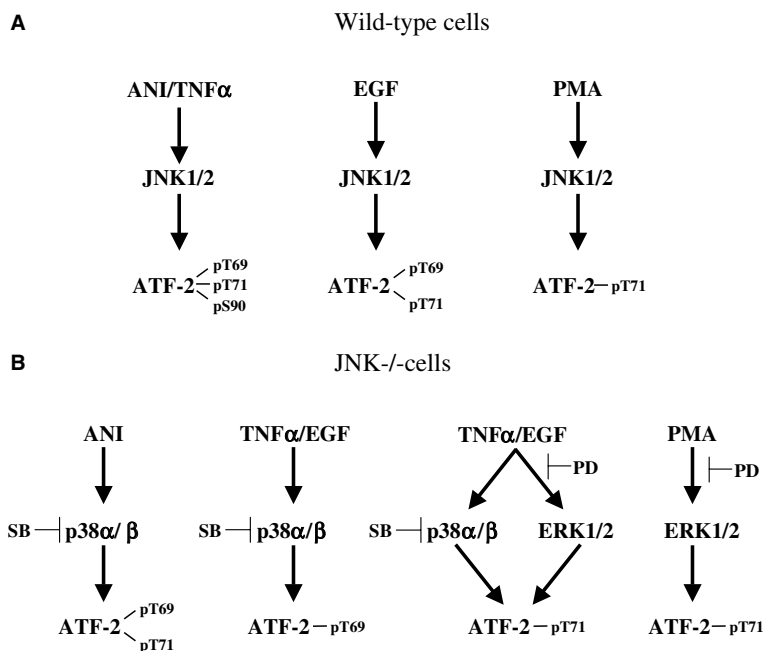 A
Wild-type cells
ANI/TNFα
EGF
PMA
JNK1/2
JNK1/2
JNK1/2
ATF-2
pT69
pT71
pS90
ATF-2
pT69
pT71
ATF-2
pT71
B
JNK-/-cells
ANI
TNFα/EGF
TNFα/EGF
PMA
PD
PD
SB
p38α/ β
SB
p38α/β
SB
p38α/β
ERK1/2
ERK1/2
ATF-2
pT69
pT71
ATF-2
pT69
ATF-2
pT71
ATF-2
pT71